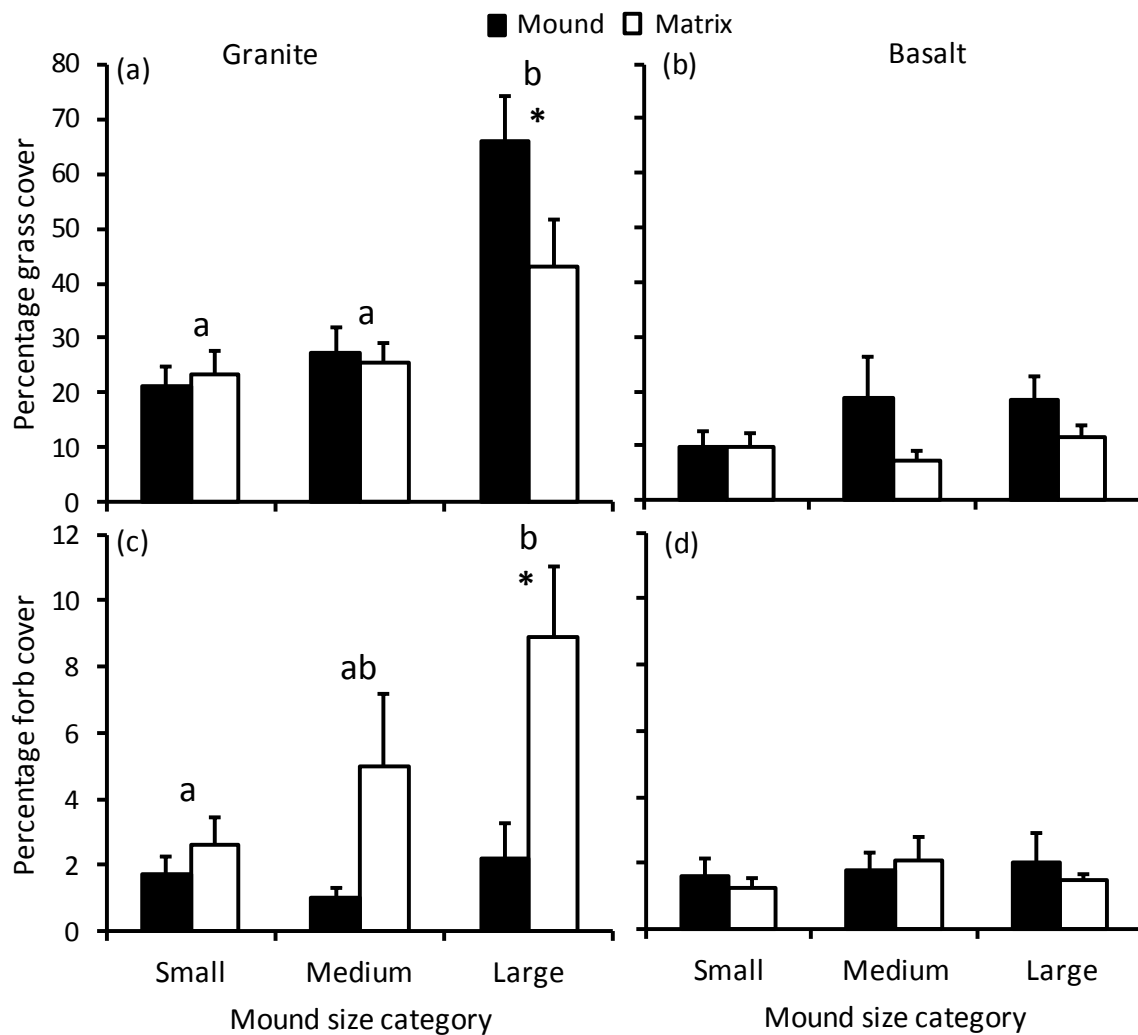 Mound Matrix
Granite Basalt
(a) (b)
Percentage grass cover
80
70
60
50
40
30
20
10
0
a
a
b
*
(c) (d)
Percentage forb cover
12
10
8
6
4
2
0
a
ab
b
*
Small Medium Large Small Medium Large
Mound size category Mound size category